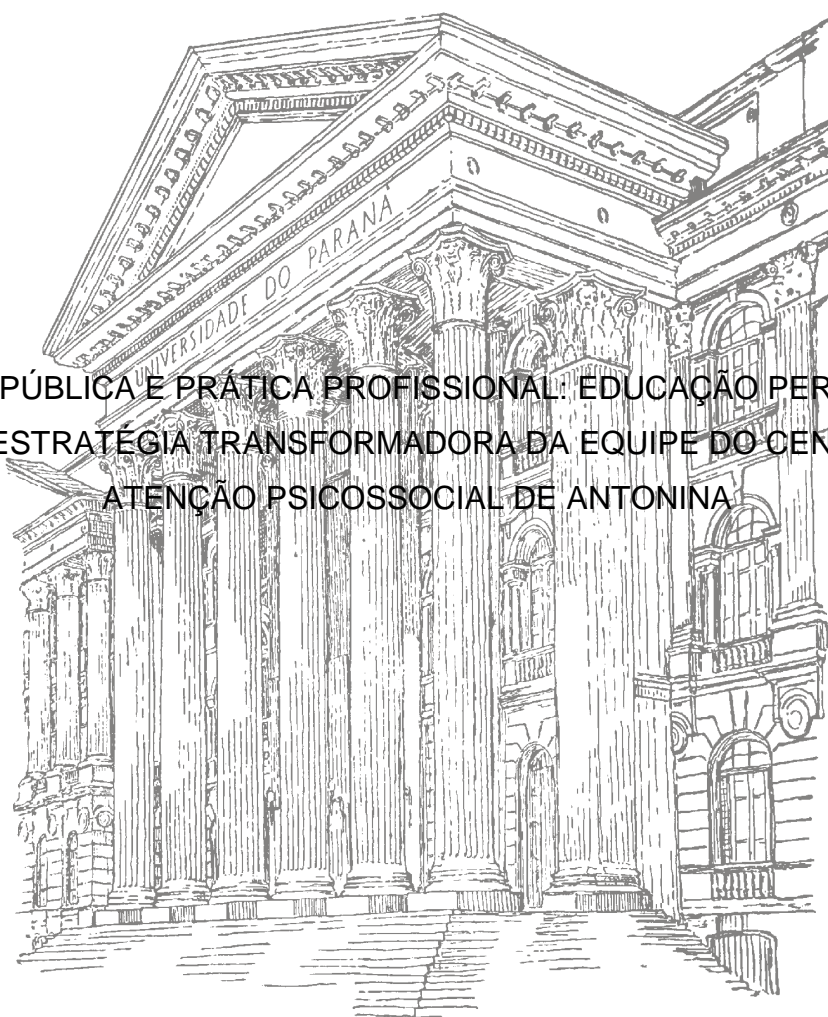 UNIVERSIDADE DO PARANÁ
PÚBLICA E PRÁTICA PROFISSIONAL: EDUCAÇÃO PER
ESTRATÉGIA TRANSFORMADORA DA EQUIPE DO CEN
ATENÇÃO PSICOSSOCIAL DE ANTONINA